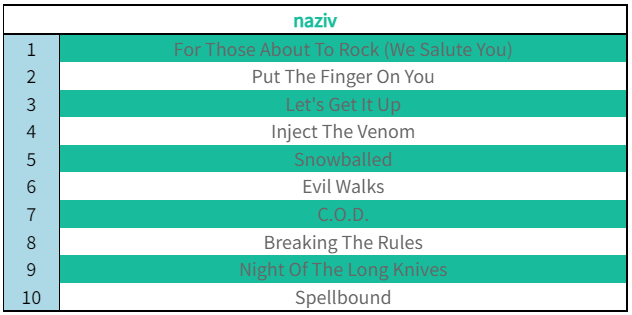 naziv
1 For Those About To Rock (We Salute You)
2 Put The Finger On You
3 Let's Get It Up
4 Inject The Venom
5 Snowballed
6 Evil Walks
7 C.O.D.
8 Breaking The Rules
9 Night Of The Long Knives
10 Spellbound